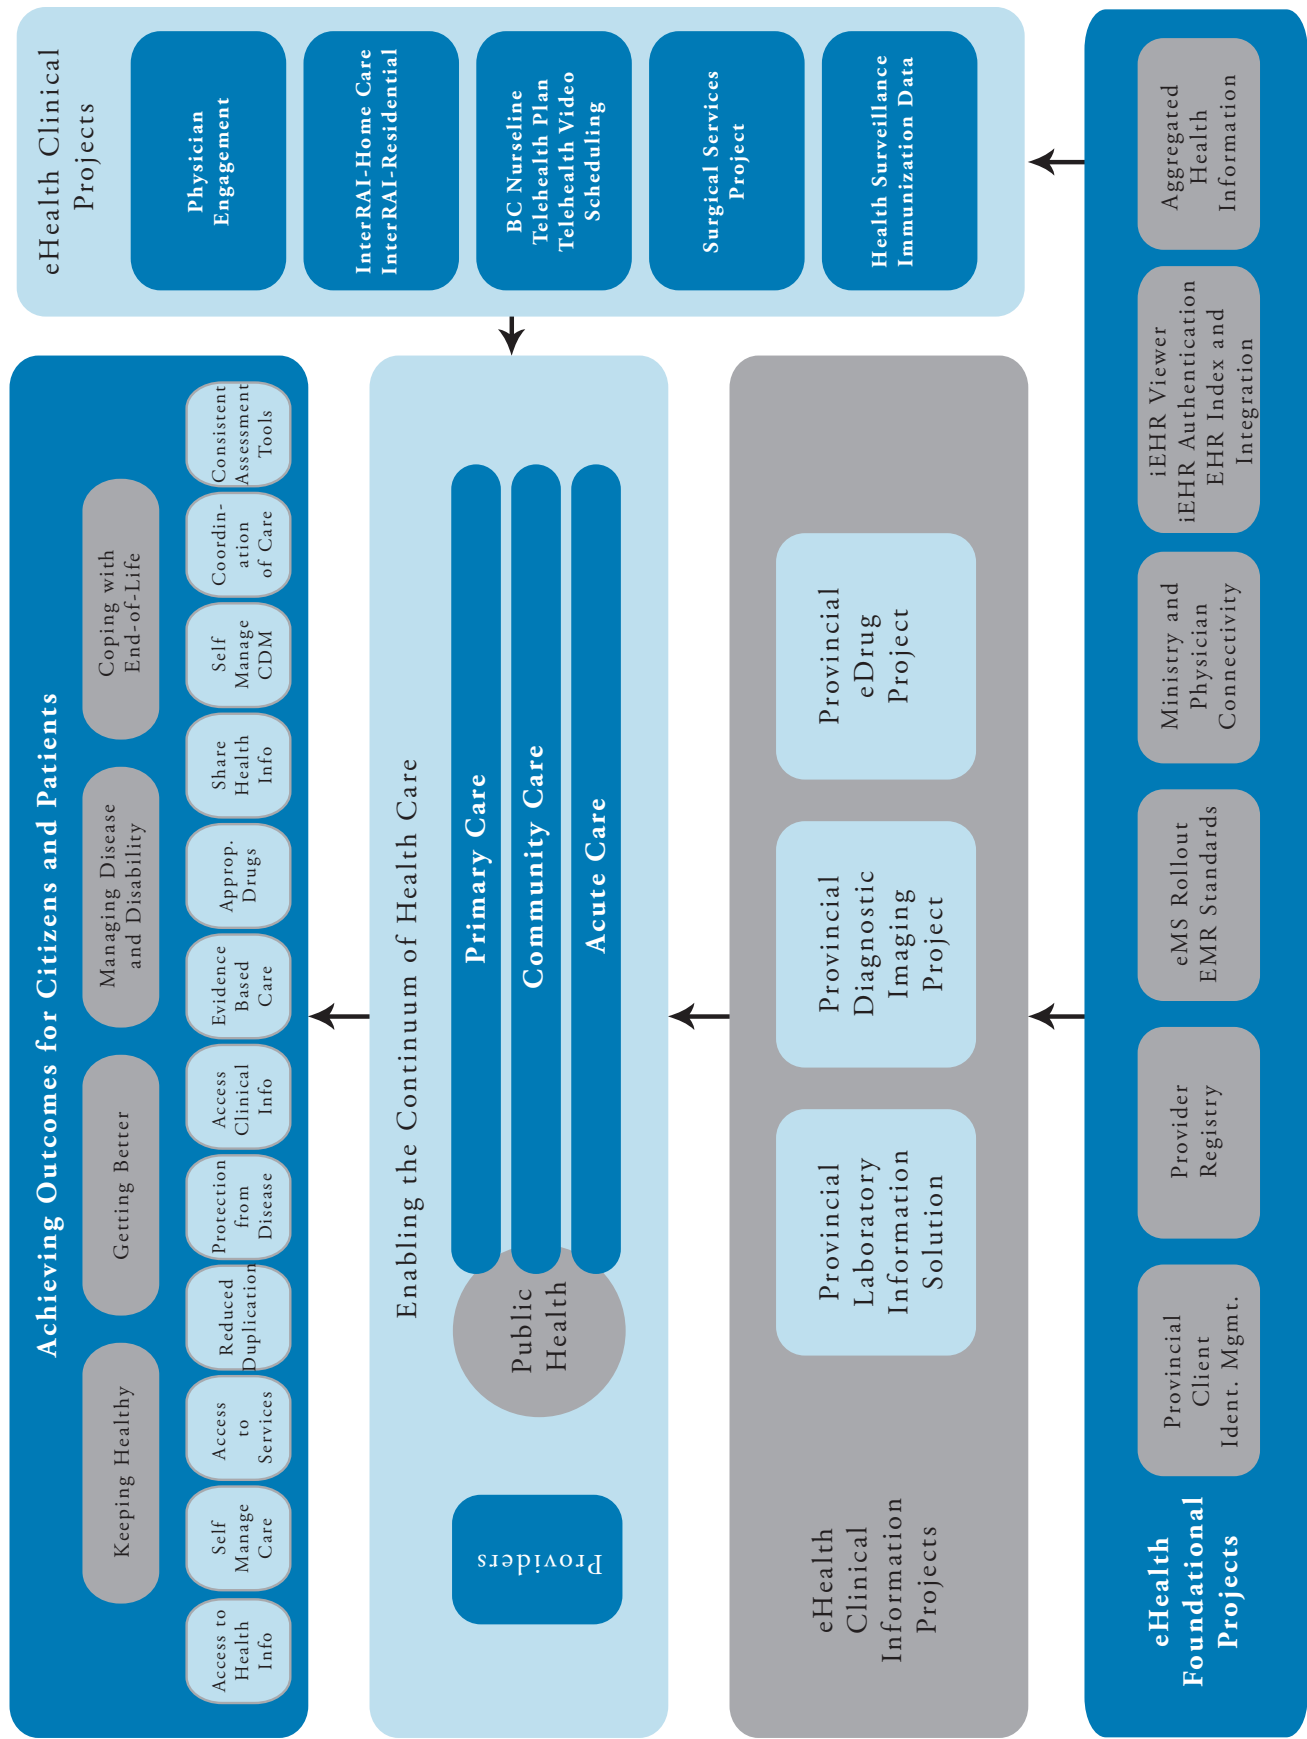 Achieving Outcomes for Citizens and Patients
Keeping Healthy
Getting Better
Managing Disease
and Disability
Coping with
End-of-Life
Access to
Health
Info
Self
Manage
Care
Access
to
Services
Reduced
Duplication
Protection
from
Disease
Access
Clinical
Info
Evidence
Based
Care
Approp.
Drugs
Share
Health
Info
Self
Manage
CDM
Coordin-
ation
of Care
Consistent
Assessment
Tools
Enabling the Continuum of Health Care
Providers
Public
Health
Primary Care
Community Care
Acute Care
eHealth
Clinical
Information
Projects
Provincial
Laboratory
Information
Solution
Provincial
Diagnostic
Imaging
Project
Provincial
eDrug
Project
eHealth Clinical
Projects
Physician
Engagement
InterRAI-Home Care
InterRAI-Residential
BC Nurseline
Telehealth Plan
Telehealth Video
Scheduling
Surgical Services
Project
Health Surveillance
Immunization Data
eHealth
Foundational
Projects
Provincial
Client
Ident. Mgmt.
Provider
Registry
eMS Rollout
EMR Standards
Ministry and
Physician
Connectivity
iEHR Viewer
iEHR Authentication
EHR Index and
Integration
Aggregated
Health
Information